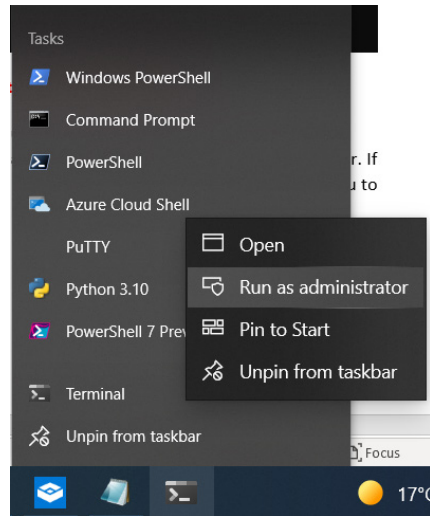 Tasks
Windows PowerShell
Command Prompt
PowerShell
r. If
u to
Azure Cloud Shell
PuTTY
Open
Python 3.10
Run as administrator
PowerShell 7 Prev
Pin to Start
Unpin from taskbar
Terminal
Unpin from taskbar
Focus
17°C